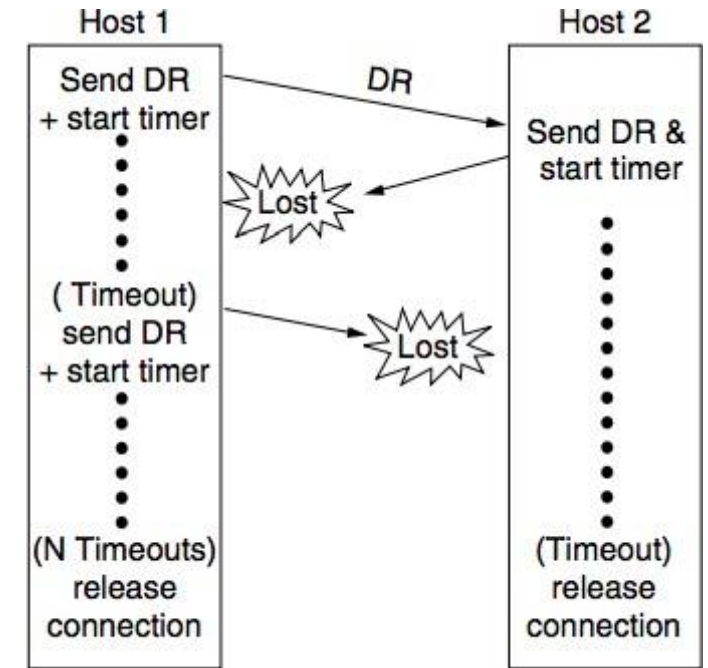 Host 1
Host 2
Send DR
+ start timer
DR
Send DR &
start timer
Lost
( Timeout)
send DR
+ start timer
Lost
(N Timeouts)
release
connection
(Timeout)
release
connection